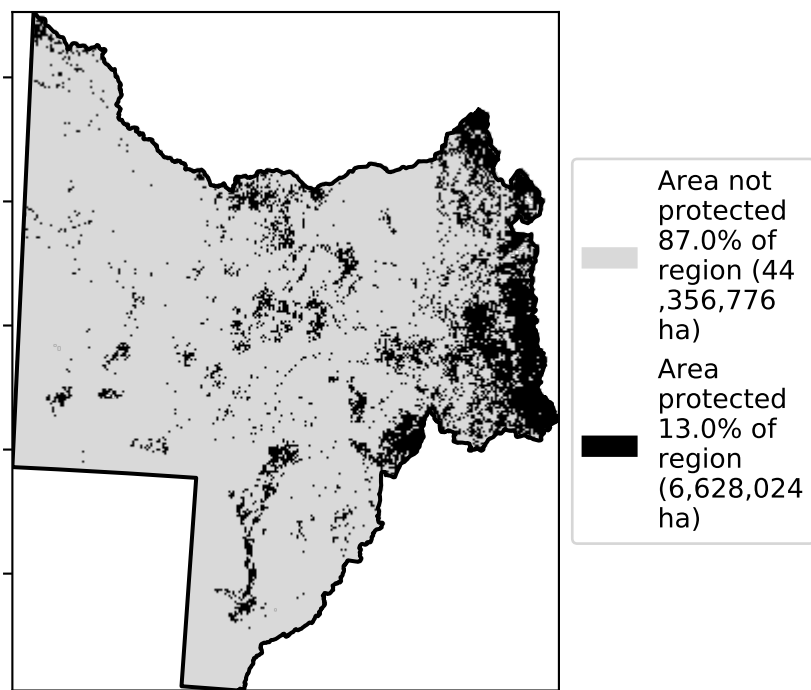 Area not
protected
87.0% of
region (44
,356,776
ha)
Area
protected
13.0% of
region
(6,628,024
ha)